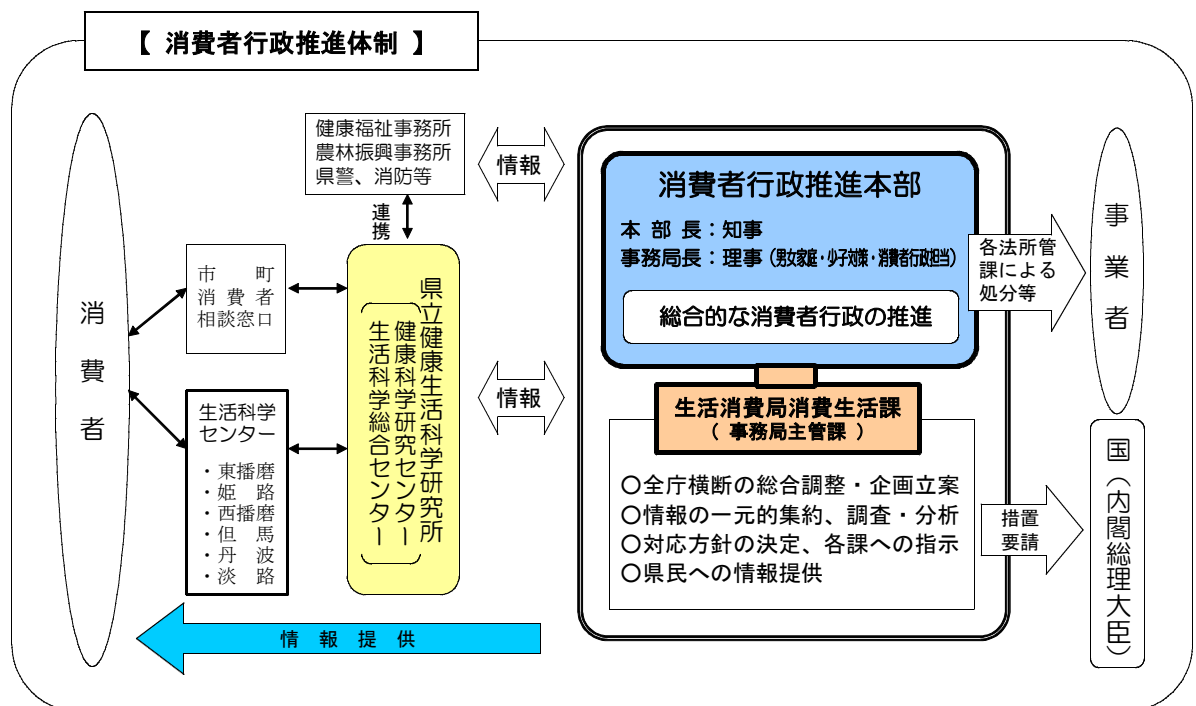 【 消費者行政推進体制 】
消費者
健康福祉事務所
農林振興事務所
県警、消防等
連携
市　　町
消 費 者
相談窓口
生活科学
センター
・東播磨
・姫　路
・西播磨
・但　馬
・丹　波
・淡　路
県立健康生活科学研究所
健康科学研究センター
生活科学総合センター
情報
情報
消費者行政推進本部
本 部 長：知事
事務局長：理事（男女家庭・少子対策・消費者行政担当）
総合的な消費者行政の推進
生活消費局消費生活課
（ 事務局主管課 ）
○全庁横断の総合調整・企画立案
○情報の一元的集約、調査・分析
○対応方針の決定、各課への指示
○県民への情報提供
各法所管
課による
処分等
事業者
措置
要請
国（内閣総理大臣）
情　報　提　供